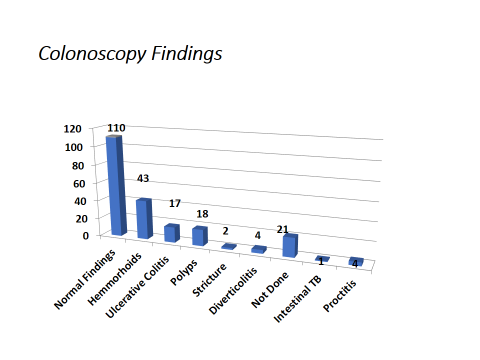 Colonoscopy Findings
120
100
80
60
40
20
0
110
43
17
18
2
4
21
1
4
Normal Findings
Hemmorhoids
Ulcerative Colitis
Polyps
Stricture
Diverticolitis
Not Done
Intestinal TB
Proctitis